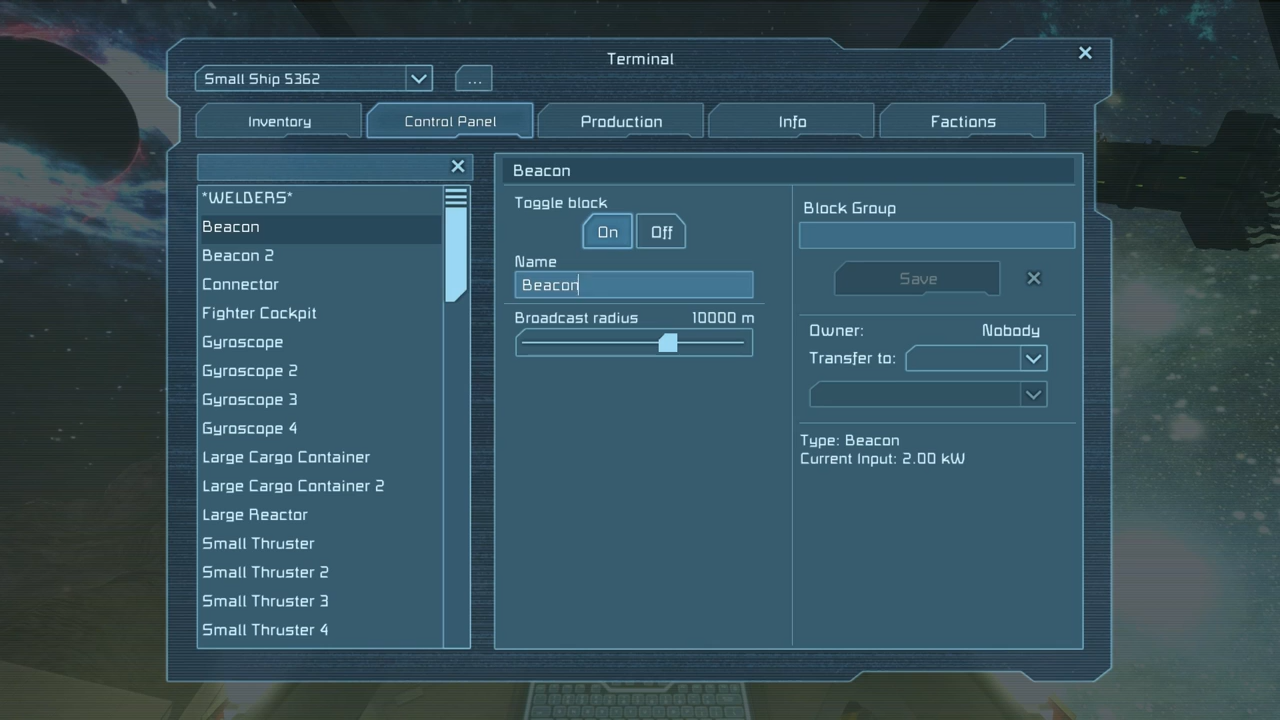 Terminal
Small Ship 5362
...
Inventory
Control Panel
Production
Info
Factions
*WELDERS*
Beacon
Beacon 2
Connector
Fighter Cockpit
Gyroscope
Gyroscope 2
Gyroscope 3
Gyroscope 4
Large Cargo Container
Large Cargo Container 2
Large Reactor
Small Thruster
Small Thruster 2
Small Thruster 3
Small Thruster 4
Beacon
Toggle block
On Off
Name
Beacon
Broadcast radius 10000 m
Block Group
Save
Owner: Nobody
Transfer to:
Type: Beacon
Current Input: 2.00 kW